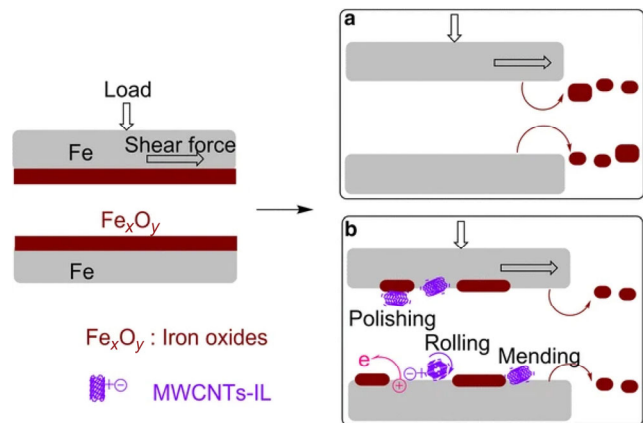 Load
Fe
Shear force
FexOy
Fe
FexOy : Iron oxides
MWCNTs-IL
a
b
Polishing
Rolling
Mending
e